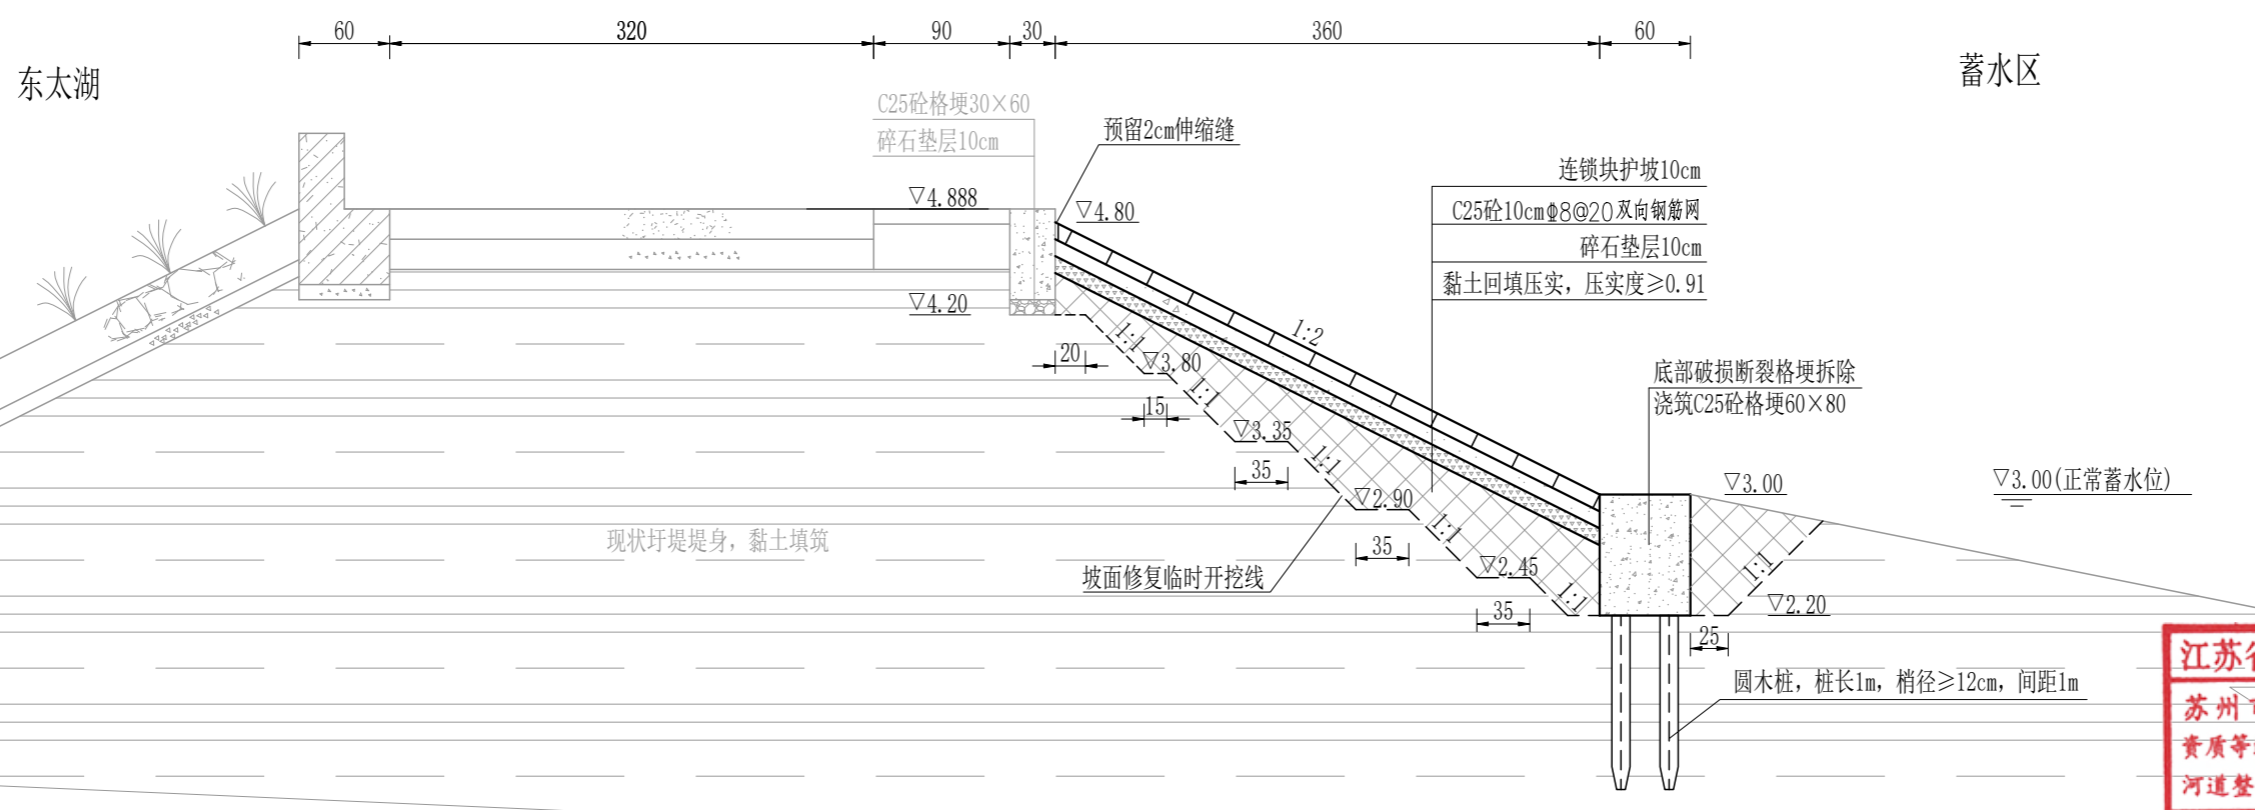 60 320 90 30 360 60
东太湖
蓄水区
C25砼格埂30×60
碎石垫层10cm
预留2cm伸缩缝
连锁块护坡10cm
C25砼10cmф8@20双向钢筋网
碎石垫层10cm
黏土回填压实，压实度≥0.91
▽4.888
▽4.80
▽4.20
1:2
1:1
20
▽3.80
1:1
15
▽3.35
1:1
35
▽2.90
1:1
35
▽2.45
1:1
35
底部破损断裂格埂拆除
浇筑C25砼格埂60×80
▽3.00
▽3.00(正常蓄水位)
现状圩堤堤身，黏土填筑
坡面修复临时开挖线
1:1
▽2.20
25
圆木桩，桩长1m，梢径≥12cm，间距1m
江苏省
苏州市
资质等
河道整